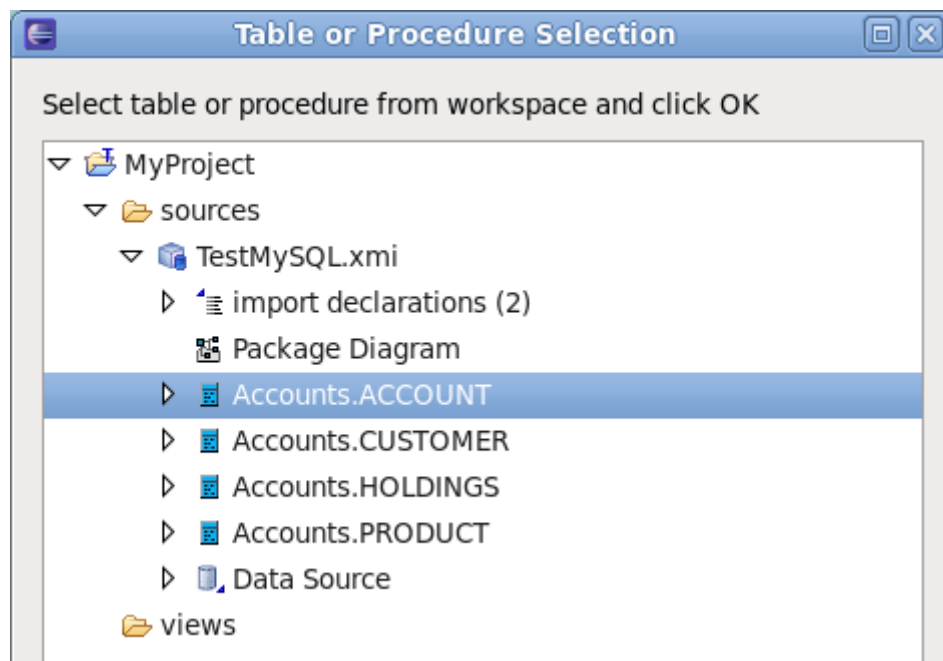 Table or Procedure Selection
Select table or procedure from workspace and click OK
MyProject
sources
TestMySQL.xmi
import declarations (2)
Package Diagram
Accounts.ACCOUNT
Accounts.CUSTOMER
Accounts.HOLDINGS
Accounts.PRODUCT
Data Source
views